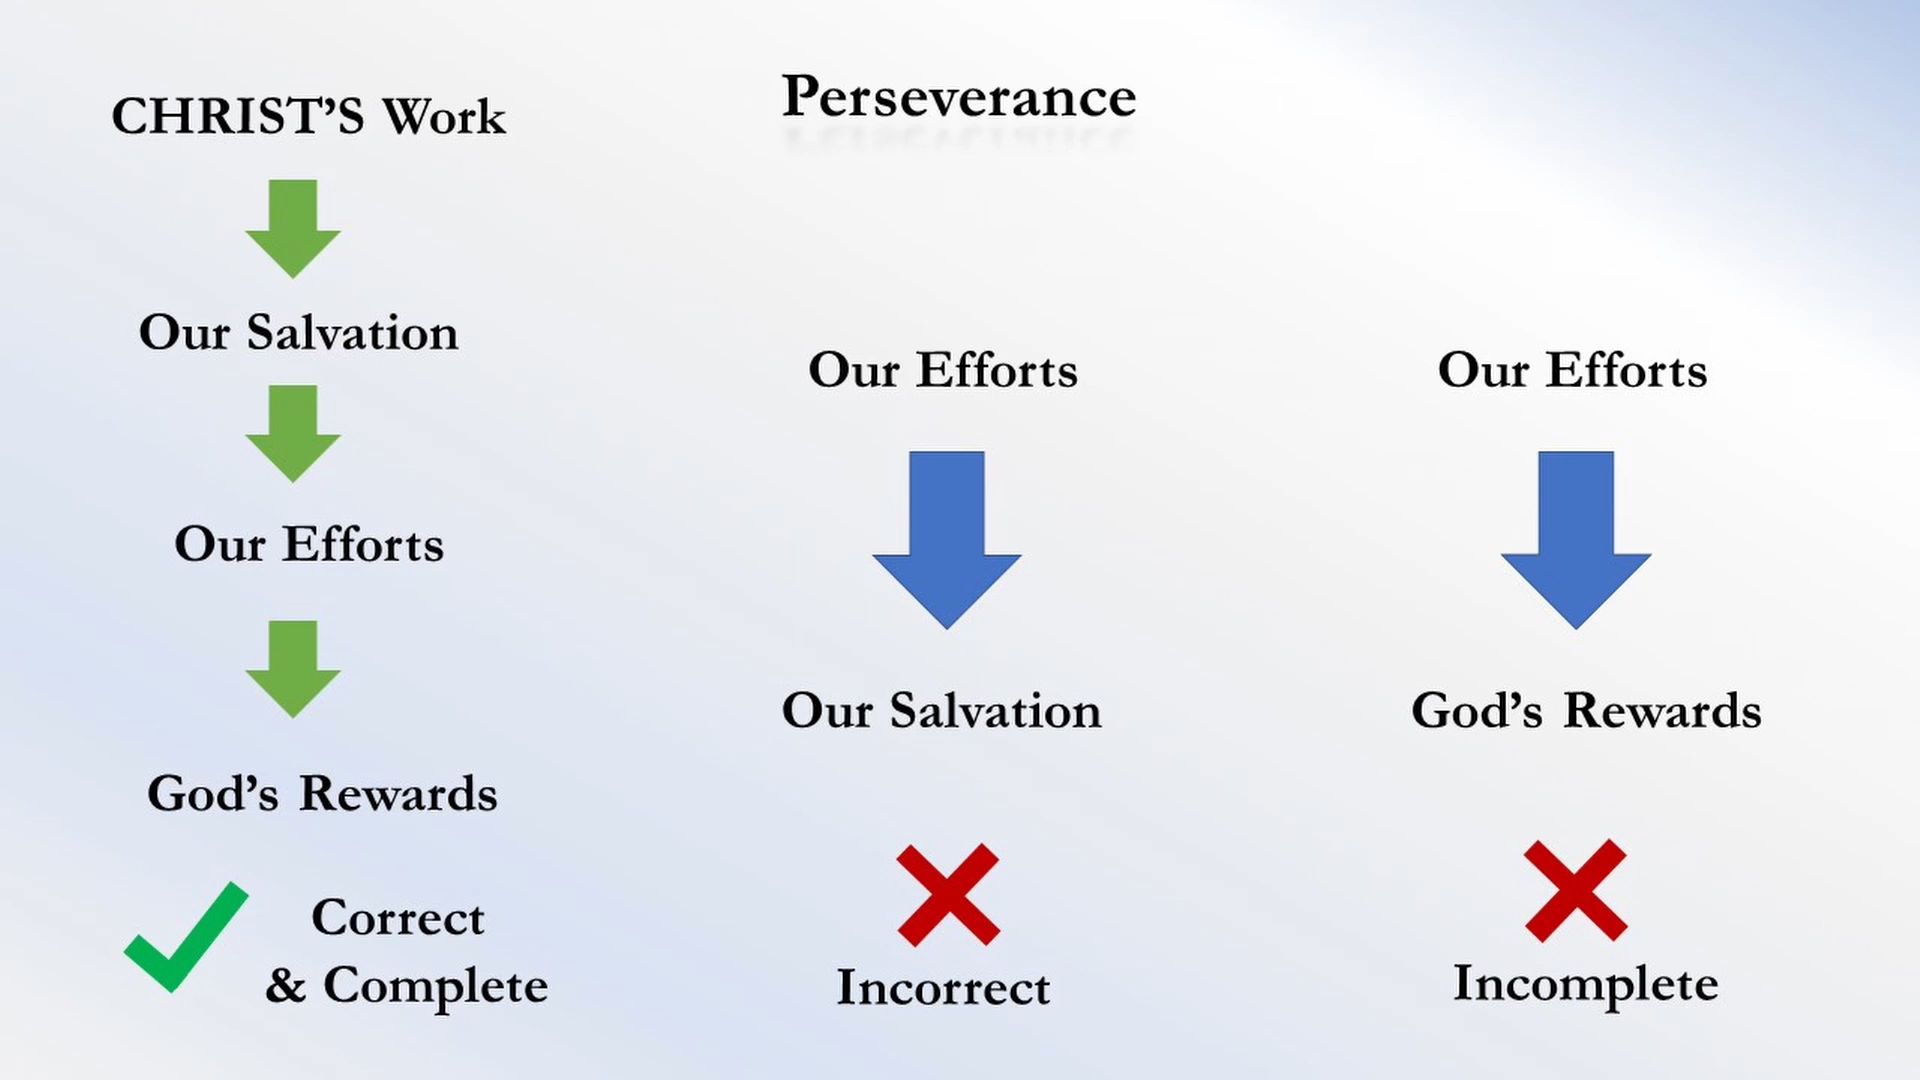 Perseverance
CHRIST’S Work
Our Salvation
Our Efforts
God’s Rewards
Correct
& Complete
Our Efforts
Our Salvation
Incorrect
Our Efforts
God’s Rewards
Incomplete